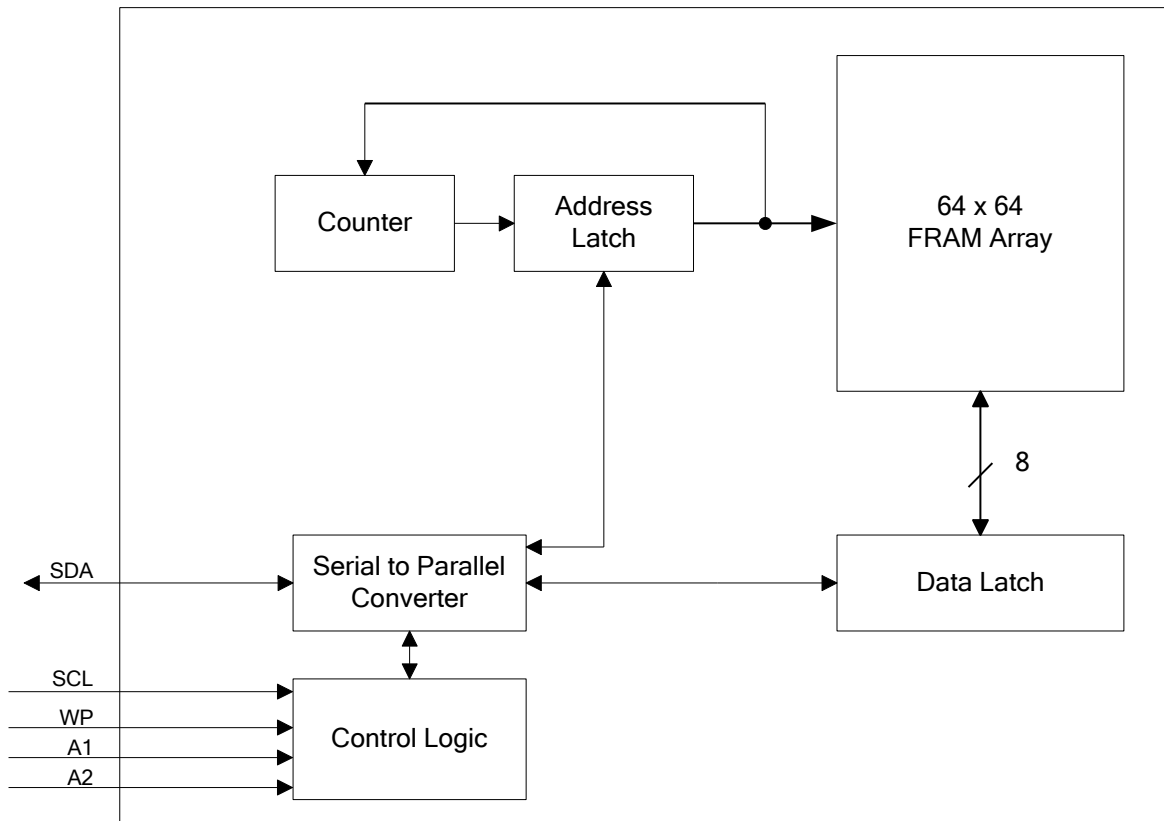 Counter
Address
Latch
64 x 64
FRAM Array
8
SDA
Serial to Parallel
Converter
Data Latch
SCL
WP
A1
A2
Control Logic